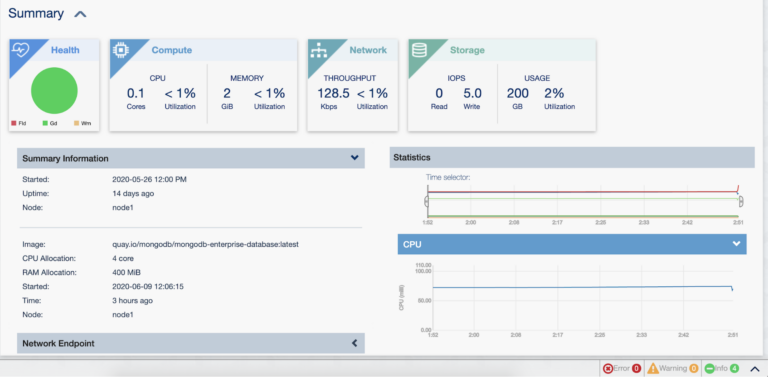 Summary
Health
Fld Gd Wrn
Compute
CPU MEMORY
0.1 < 1% 2 < 1%
Cores Utilization GiB Utilization
Network
THROUGHPUT
128.5 < 1%
Kbps Utilization
Storage
IOPS USAGE
0 5.0 200 2%
Read Write GB Utilization
Summary Information
Started: 2020-05-26 12:00 PM
Uptime: 14 days ago
Node: node1
Image: quay.io/mongodb/mongodb-enterprise-database:latest
CPU Allocation: 4 core
RAM Allocation: 400 MiB
Started: 2020-06-09 12:06:15
Time: 3 hours ago
Node: node1
Network Endpoint
Statistics
Time selector:
1:52 2:00 2:08 2:17 2:25 2:34 2:42 2:51
CPU
110.00
100.00
50.00
0.00
CPU (mB)
1:52 2:00 2:08 2:17 2:25 2:34 2:42 2:51
Error 0 Warning 0 Info 4